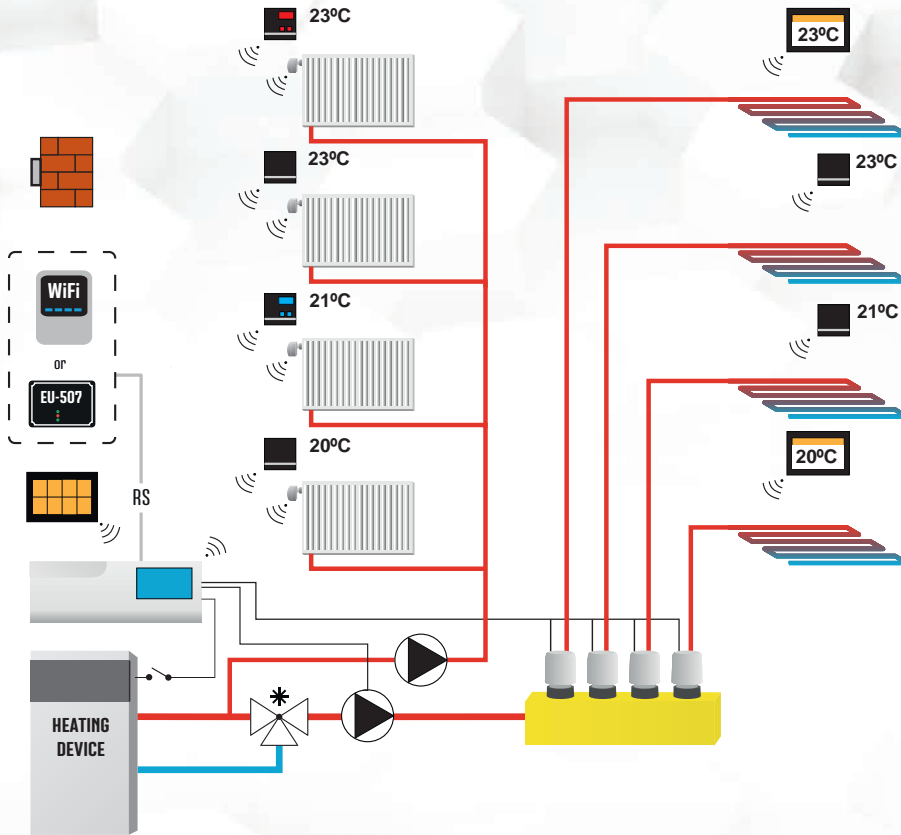 23ºC
23ºC
23ºC
23ºC
WiFi
or
EU-507
21ºC
21ºC
20ºC
20ºC
RS
HEATING
DEVICE